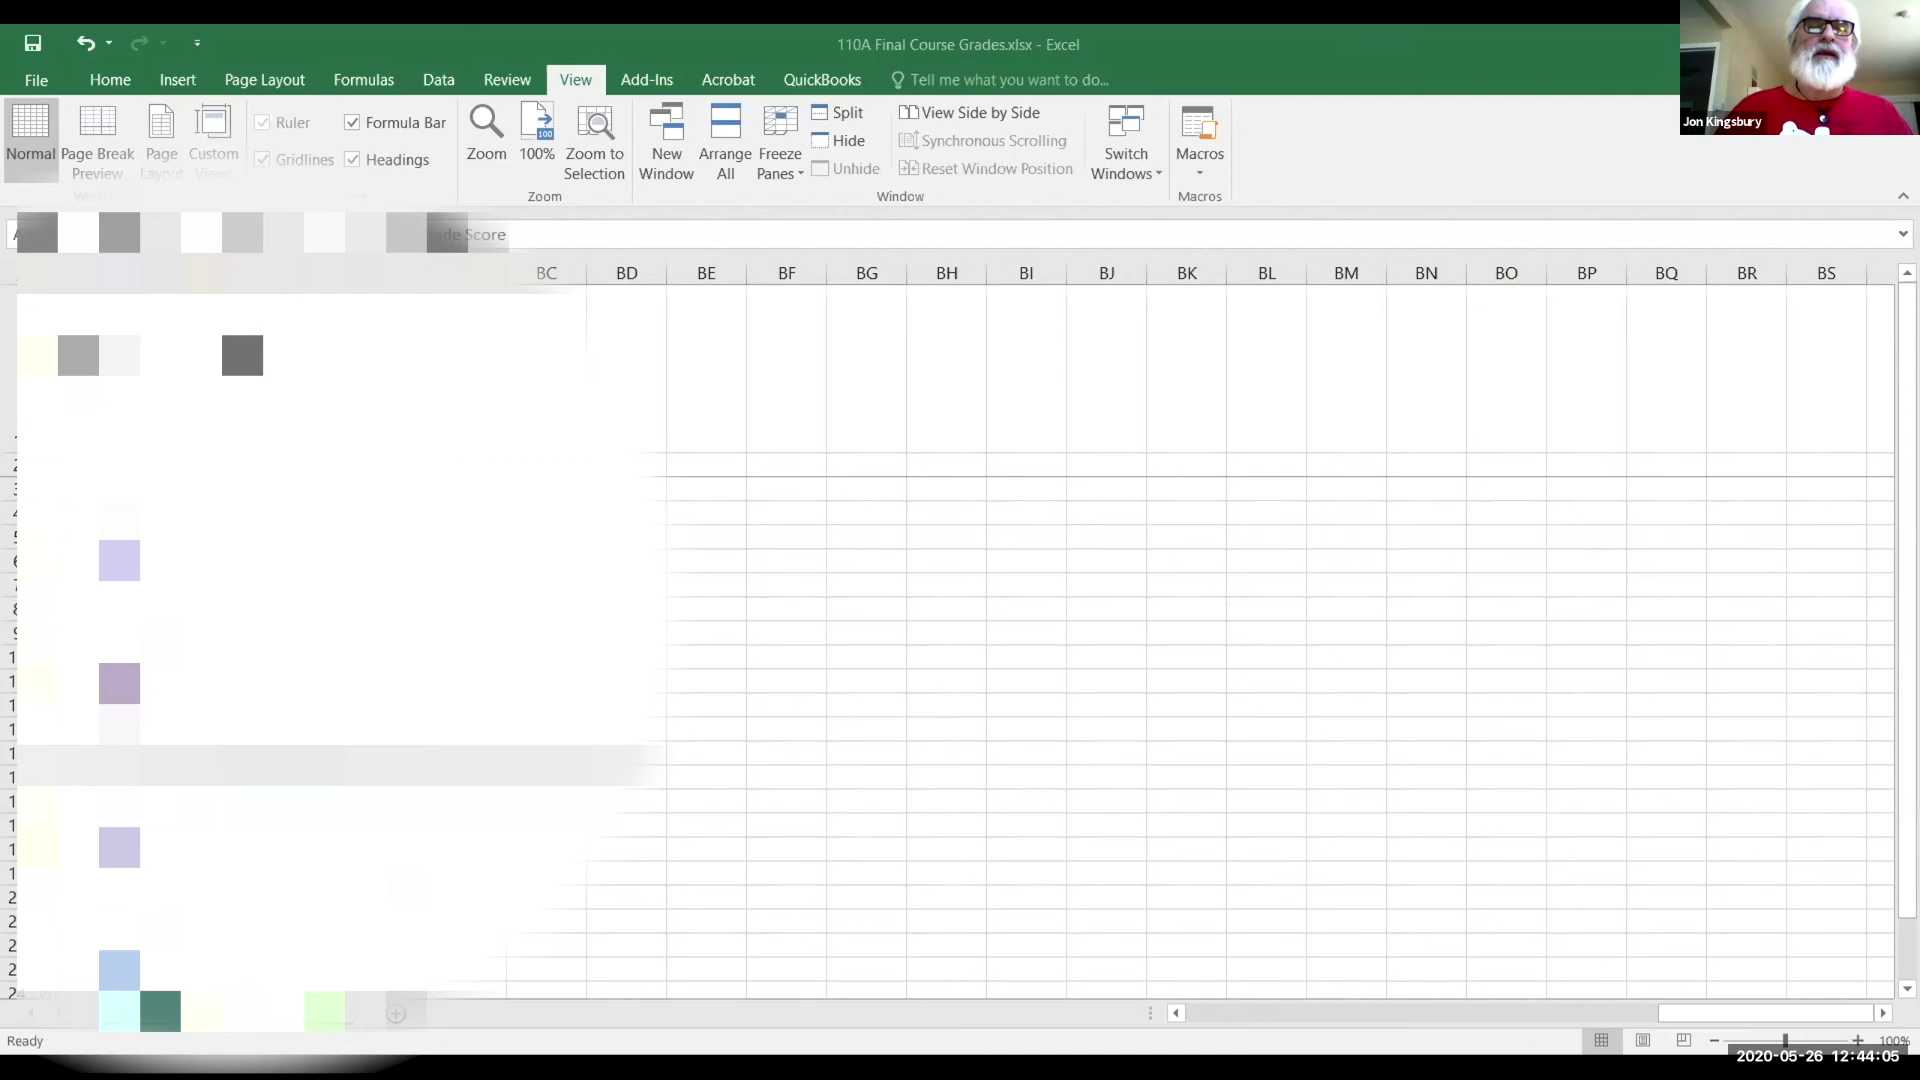 110A Final Course Grades.xlsx - Excel
File Home Insert Page Layout Formulas Data Review View Add-Ins Acrobat QuickBooks Tell me what you want to do...
Jon Kingsbury
Normal Page Break Preview Page Layout Custom Views
Ruler Formula Bar
Gridlines Headings
Zoom 100% Zoom to Selection
100
New Window Arrange All Freeze Panes
Split
Hide
Unhide
View Side by Side
Synchronous Scrolling
Reset Window Position
Switch Windows
Macros
Zoom Window Macros
Score
BC BD BE BF BG BH BI BJ BK BL BM BN BO BP BQ BR BS
24
Ready
100%
2020-05-26 12:44:05